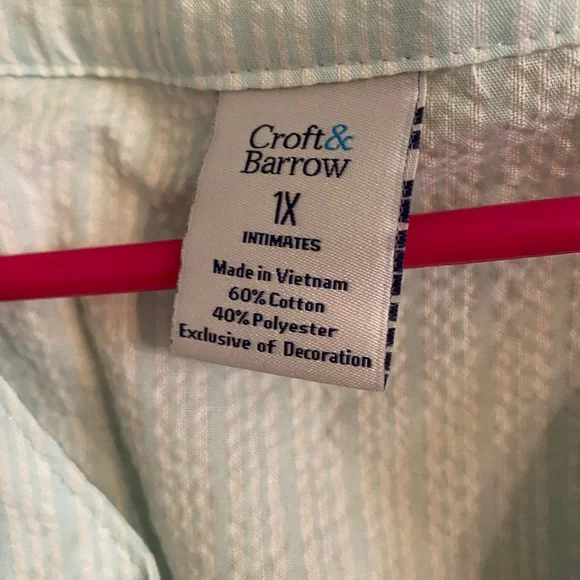 Croft&
Barrow
1X
INTIMATES
Made in Vietnam
60% Cotton
40% Polyester
Exclusive of Decoration